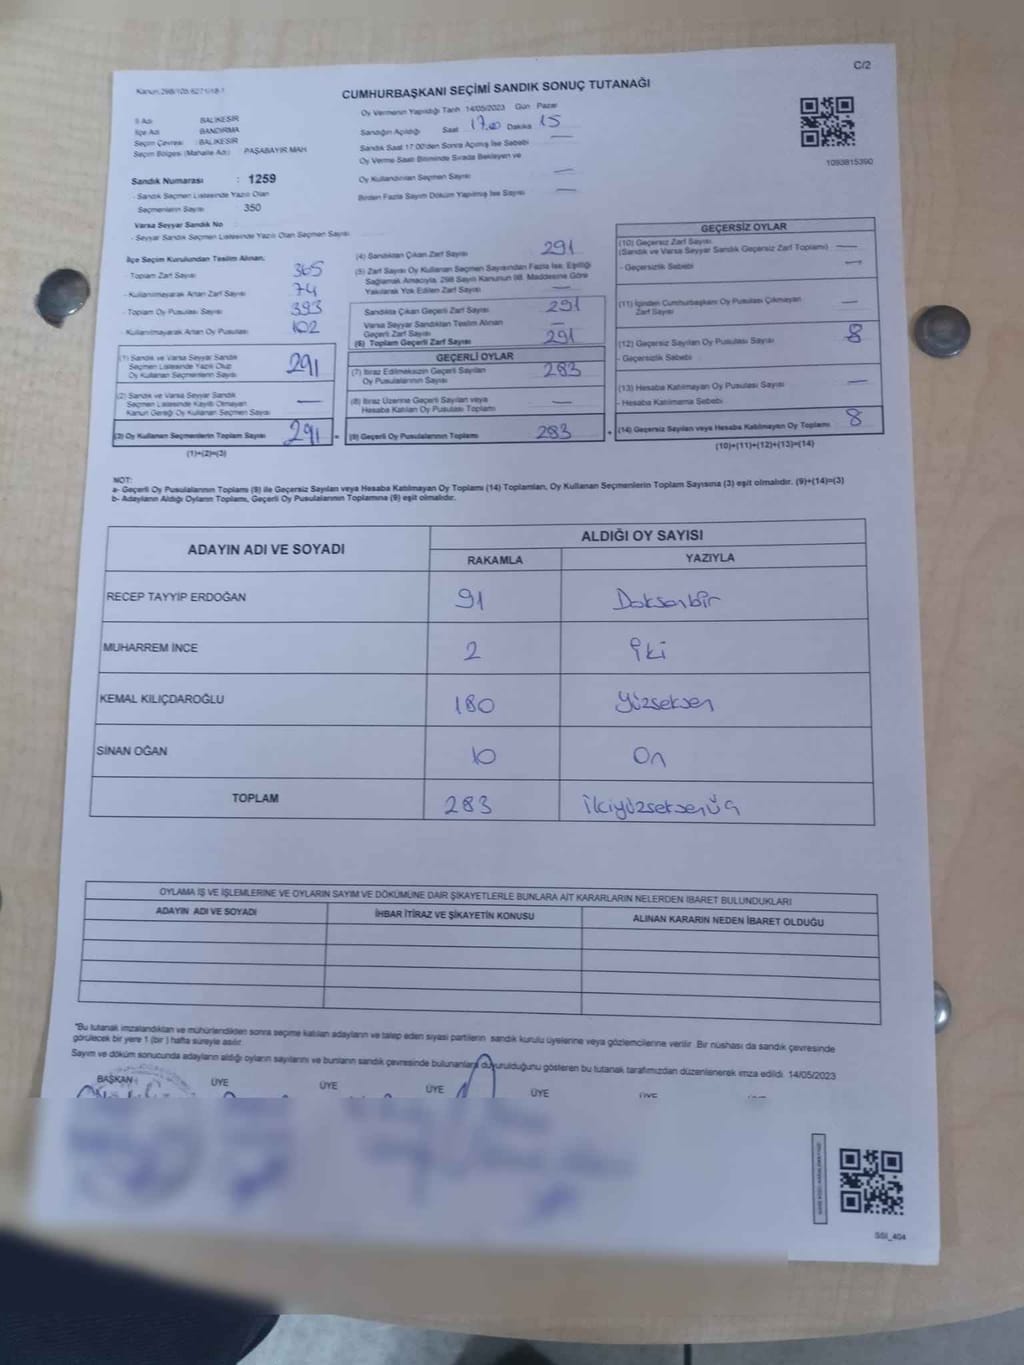 C/2
CUMHURBAŞKANI SEÇİMİ SANDIK SONUÇ TUTANAĞI
İl Adı : BALIKESİR
İlçe Adı : BANDIRMA
Seçim Çevresi : BALIKESİR
Seçim Bölgesi (Mahalle Adı) : PAŞABAYIR MAH
Sandık Numarası : 1259
- Sandık Seçmen Listesinde Yazılı Olan
Seçmenlerin Sayısı : 350
Varsa Seyyar Sandık No
- Seyyar Sandık Seçmen Listesinde Yazılı Olan Seçmen Sayısı
Oy Vermenin Yapıldığı Tarih 14/05/2023 Gün Pazar
Sandığın Açıldığı Saat 17.00 Dakika 15
Sandık Saat 17:00'den Sonra Açılmış İse Sebebi —
Oy Verme Saati Bitiminde Sırada Bekleyen ve
Oy Kullandırılan Seçmen Sayısı —
Birden Fazla Sayım Döküm Yapılmış İse Sayısı —
1093815390
İlçe Seçim Kurulundan Teslim Alınan;
- Toplam Zarf Sayısı 365
- Kullanılmayarak Artan Zarf Sayısı 74
- Toplam Oy Pusulası Sayısı 393
- Kullanılmayarak Artan Oy Pusulası 102
(1) Sandık ve Varsa Seyyar Sandık
Seçmen Listesinde Yazılı Olup
Oy Kullanan Seçmenlerin Sayısı 291
(2) Sandık ve Varsa Seyyar Sandık
Seçmen Listesinde Kayıtlı Olmayan
Kanun Gereği Oy Kullanan Seçmen Sayısı —
(3) Oy Kullanan Seçmenlerin Toplam Sayısı 291 =
(1)+(2)=(3)
(4) Sandıktan Çıkan Zarf Sayısı 291
(5) Zarf Sayısı Oy Kullanan Seçmen Sayısından Fazla İse, Eşitliği
Sağlamak Amacıyla, 298 Sayılı Kanunun 98. Maddesine Göre
Yakılarak Yok Edilen Zarf Sayısı —
Sandıkta Çıkan Geçerli Zarf Sayısı 291
Varsa Seyyar Sandıktan Teslim Alınan
Geçerli Zarf Sayısı —
(6) Toplam Geçerli Zarf Sayısı 291
GEÇERLİ OYLAR
(7) İtiraz Edilmeksizin Geçerli Sayılan
Oy Pusulalarının Sayısı 283
(8) İtiraz Üzerine Geçerli Sayılan veya
Hesaba Katılan Oy Pusulası Toplamı —
(9) Geçerli Oy Pusulalarının Toplamı 283 +
GEÇERSİZ OYLAR
(10) Geçersiz Zarf Sayısı
(Sandık ve Varsa Seyyar Sandık Geçersiz Zarf Toplamı) —
- Geçersizlik Sebebi —
(11) İçinden Cumhurbaşkanı Oy Pusulası Çıkmayan
Zarf Sayısı —
(12) Geçersiz Sayılan Oy Pusulası Sayısı 8
- Geçersizlik Sebebi
(13) Hesaba Katılmayan Oy Pusulası Sayısı —
- Hesaba Katılmama Sebebi
(14) Geçersiz Sayılan veya Hesaba Katılmayan Oy Toplamı 8
(10)+(11)+(12)+(13)=(14)
NOT:
a- Geçerli Oy Pusulalarının Toplamı (9) ile Geçersiz Sayılan veya Hesaba Katılmayan Oy Toplamı (14) Toplamları, Oy Kullanan Seçmenlerin Toplam Sayısına (3) eşit olmalıdır. (9)+(14)=(3)
b- Adayların Aldığı Oyların Toplamı, Geçerli Oy Pusulalarının Toplamına (9) eşit olmalıdır.
ADAYIN ADI VE SOYADI ALDIĞI OY SAYISI
RAKAMLA YAZIYLA
RECEP TAYYİP ERDOĞAN 91 Doksanbir
MUHARREM İNCE 2 İki
KEMAL KILIÇDAROĞLU 180 Yüzseksen
SİNAN OĞAN 10 On
TOPLAM 283 İkiyüzseksenüç
OYLAMA İŞ VE İŞLEMLERİNE VE OYLARIN SAYIM VE DÖKÜMÜNE DAİR ŞİKAYETLERLE BUNLARA AİT KARARLARIN NELERDEN İBARET BULUNDUKLARI
ADAYIN ADI VE SOYADI İHBAR İTİRAZ VE ŞİKAYETİN KONUSU ALINAN KARARIN NEDEN İBARET OLDUĞU
*Bu tutanak imzalandıktan ve mühürlendikten sonra seçime katılan adayların ve talep eden siyasi partilerin sandık kurulu üyelerine veya gözlemcilerine verilir. Bir nüshası da sandık çevresinde
görülecek bir yere 1 (bir) hafta süreyle asılır.
Sayım ve döküm sonucunda adayların aldığı oyların sayılarını ve bunların sandık çevresinde bulunanlara duyurulduğunu gösteren bu tutanak tarafımızdan düzenlenerek imza edildi. 14/05/2023
BAŞKAN ÜYE ÜYE ÜYE ÜYE ÜYE
SSI_404